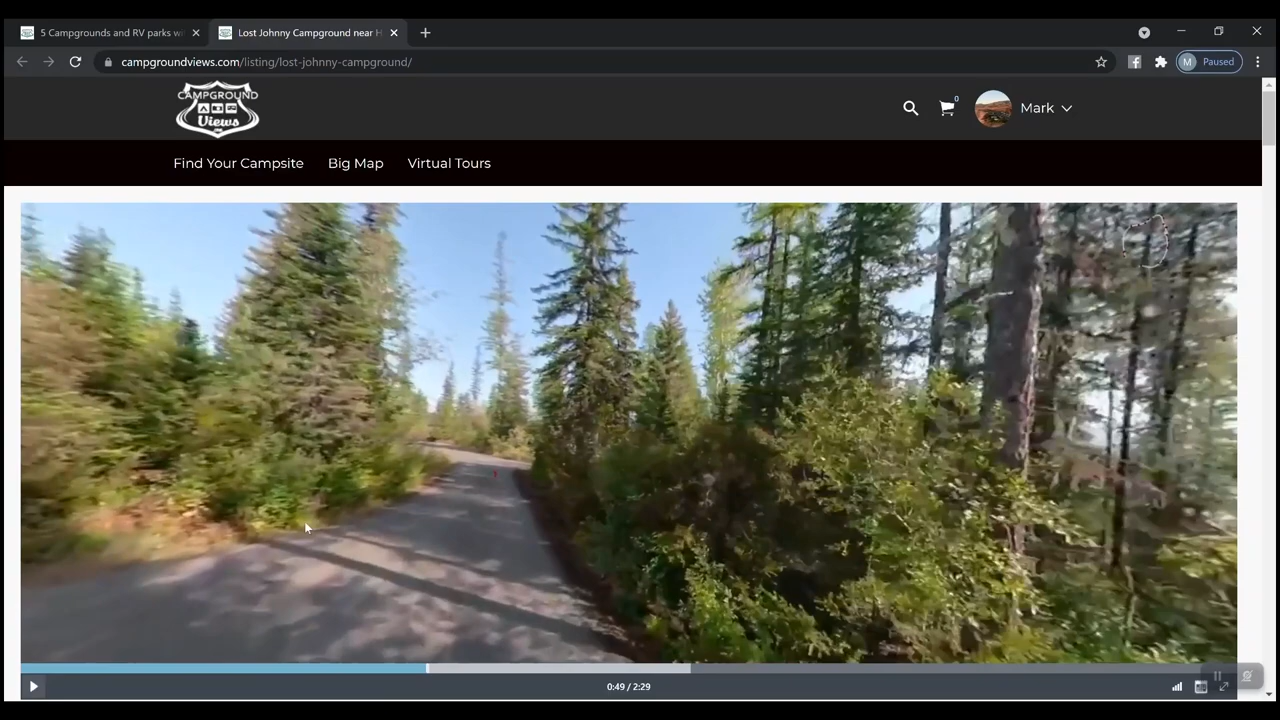 5 Campgrounds and RV parks wi
Lost Johnny Campground near H
campgroundviews.com/listing/lost-johnny-campground/
M Paused
CAMPGROUND
Views
0
Mark
Find Your Campsite Big Map Virtual Tours
0:49 / 2:29